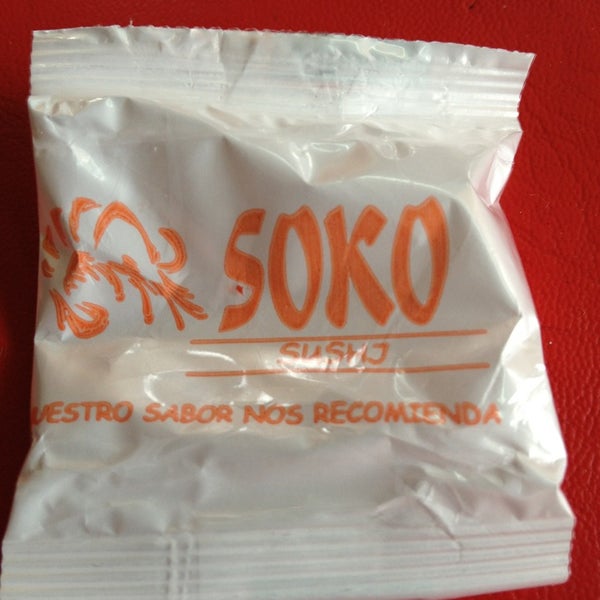 SOKO
SUSHI
UESTRO SABOR NOS RECOMIENDA